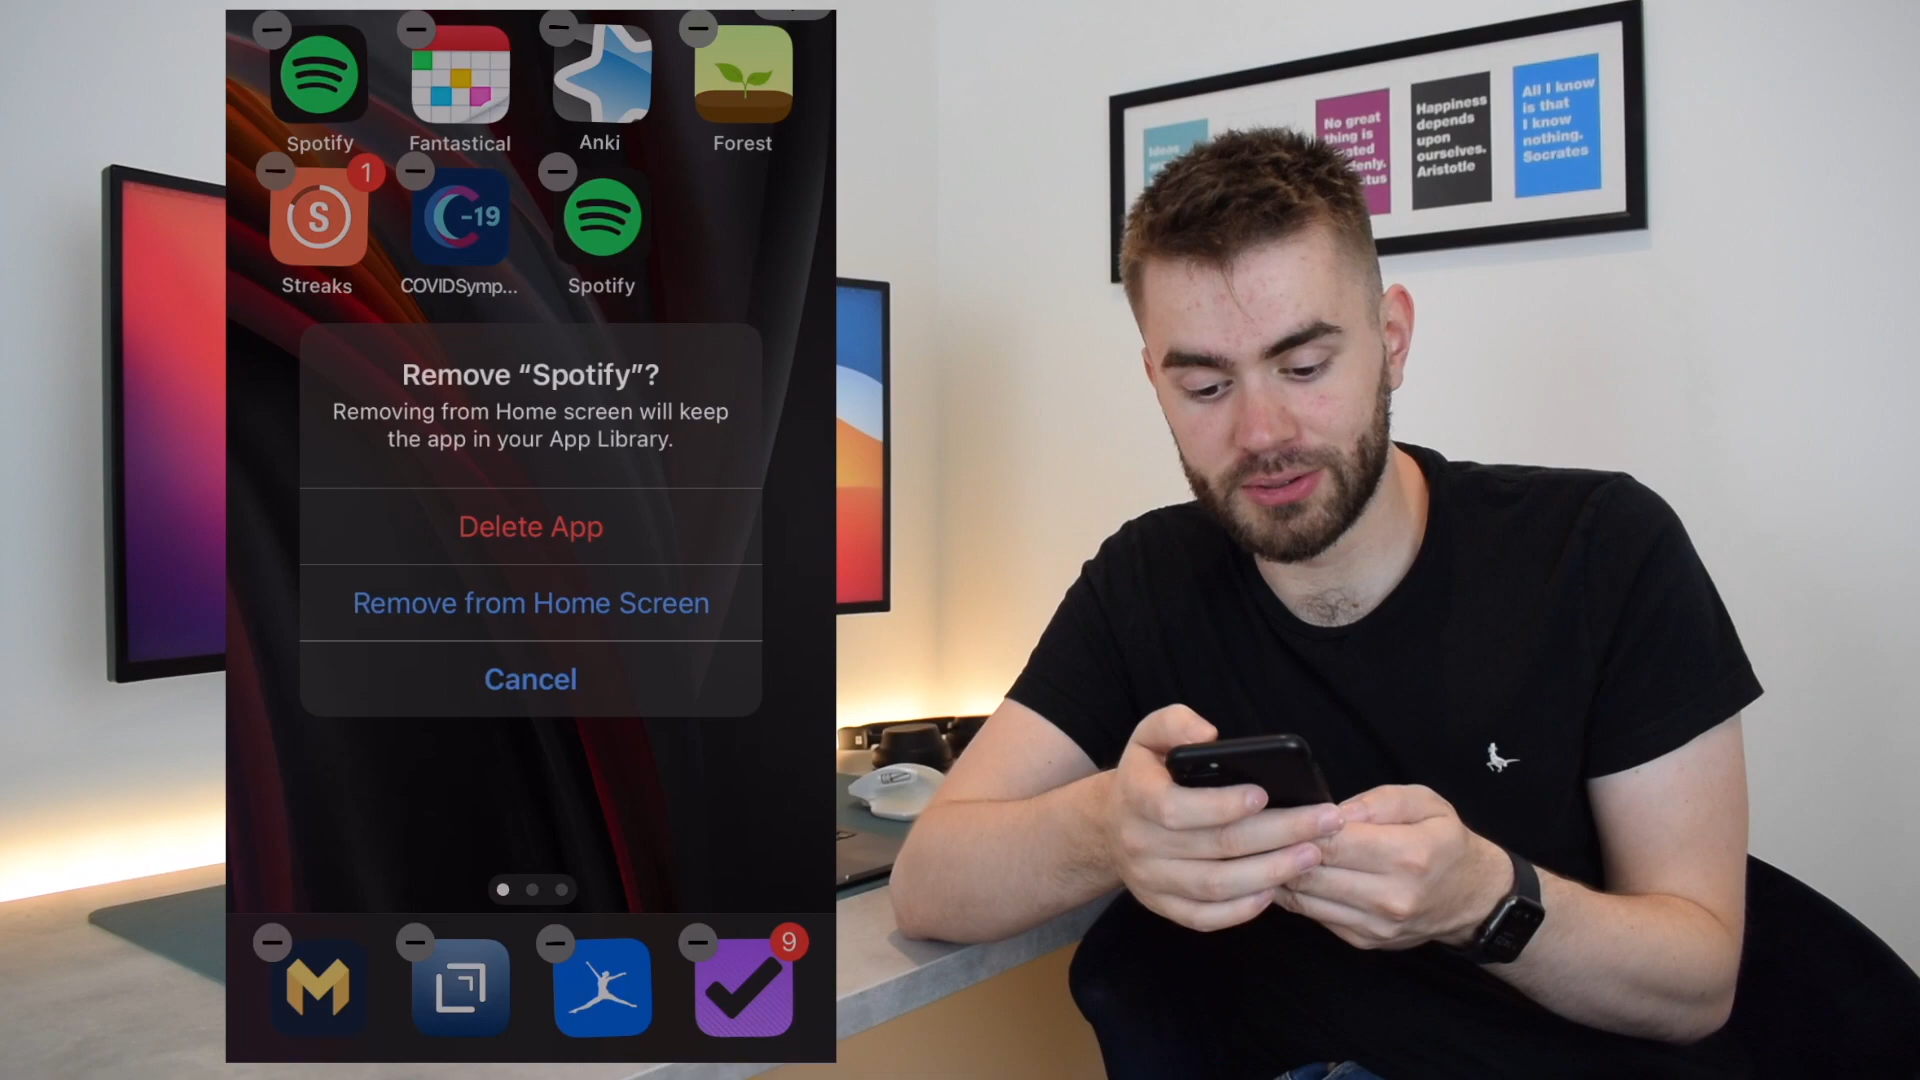 Spotify
Fantastical
Anki
Forest
1
S
C-19
Streaks
COVIDSymp...
Spotify
Remove “Spotify”?
Removing from Home screen will keep
the app in your App Library.
Delete App
Remove from Home Screen
Cancel
9
Ideas
No great
thing is
Happiness
depends
upon
ourselves.
Aristotle
All I know
is that
I know
nothing.
Socrates